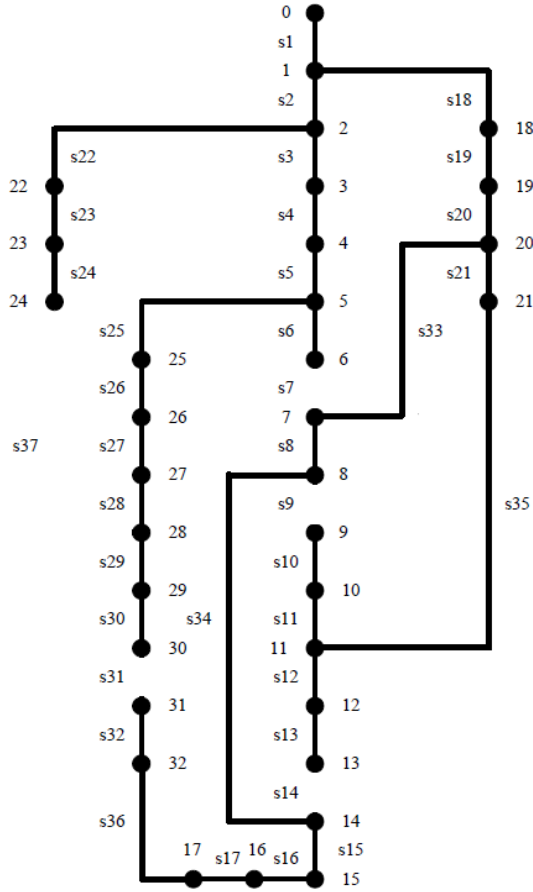 0
s1
1
s2 s18
2 18
s22 s3 s19
22 3 19
s23 s4 s20
23 4 20
s24 s5 s21
24 5 21
s25 s6 s33
25 6
s26 s7
26 7
s37 s27 s8
27 8
s28 s9 s35
28 9
s29 s10
29 10
s30 s34 s11
30 11
s31 s12
31 12
s32 s13
32 13
s14
s36 14
17 16 s15
s17 s16
15